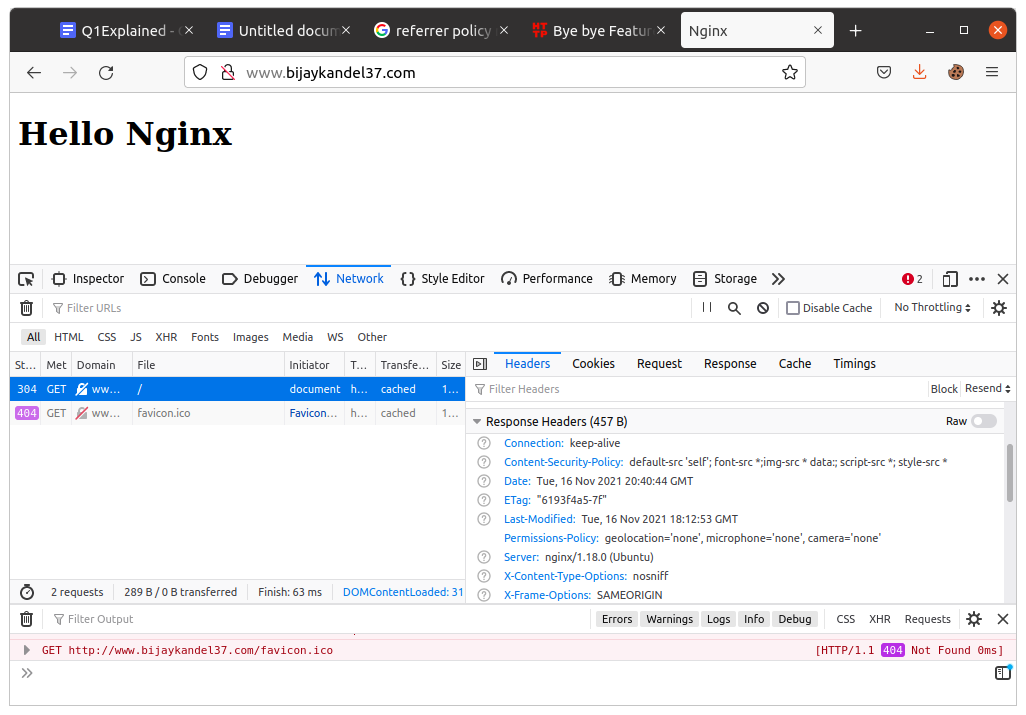 Q1Explained - G
Untitled docum
referrer policy
HTTP Bye bye Featur
Nginx
www.bijaykandel37.com
Hello Nginx
Inspector Console Debugger Network Style Editor Performance Memory Storage 2
Filter URLs Disable Cache No Throttling
All HTML CSS JS XHR Fonts Images Media WS Other
St... Met Domain File Initiator T... Transfe... Size
304 GET ww... / document h... cached 1...
404 GET ww... favicon.ico Favicon... h... cached 1...
2 requests 289 B / 0 B transferred Finish: 63 ms DOMContentLoaded: 31
Headers Cookies Request Response Cache Timings
Filter Headers Block Resend
Response Headers (457 B) Raw
Connection: keep-alive
Content-Security-Policy: default-src 'self'; font-src *;img-src * data:; script-src *; style-src *
Date: Tue, 16 Nov 2021 20:40:44 GMT
ETag: "6193f4a5-7f"
Last-Modified: Tue, 16 Nov 2021 18:12:53 GMT
Permissions-Policy: geolocation='none', microphone='none', camera='none'
Server: nginx/1.18.0 (Ubuntu)
X-Content-Type-Options: nosniff
X-Frame-Options: SAMEORIGIN
Filter Output Errors Warnings Logs Info Debug CSS XHR Requests
GET http://www.bijaykandel37.com/favicon.ico [HTTP/1.1 404 Not Found 0ms]